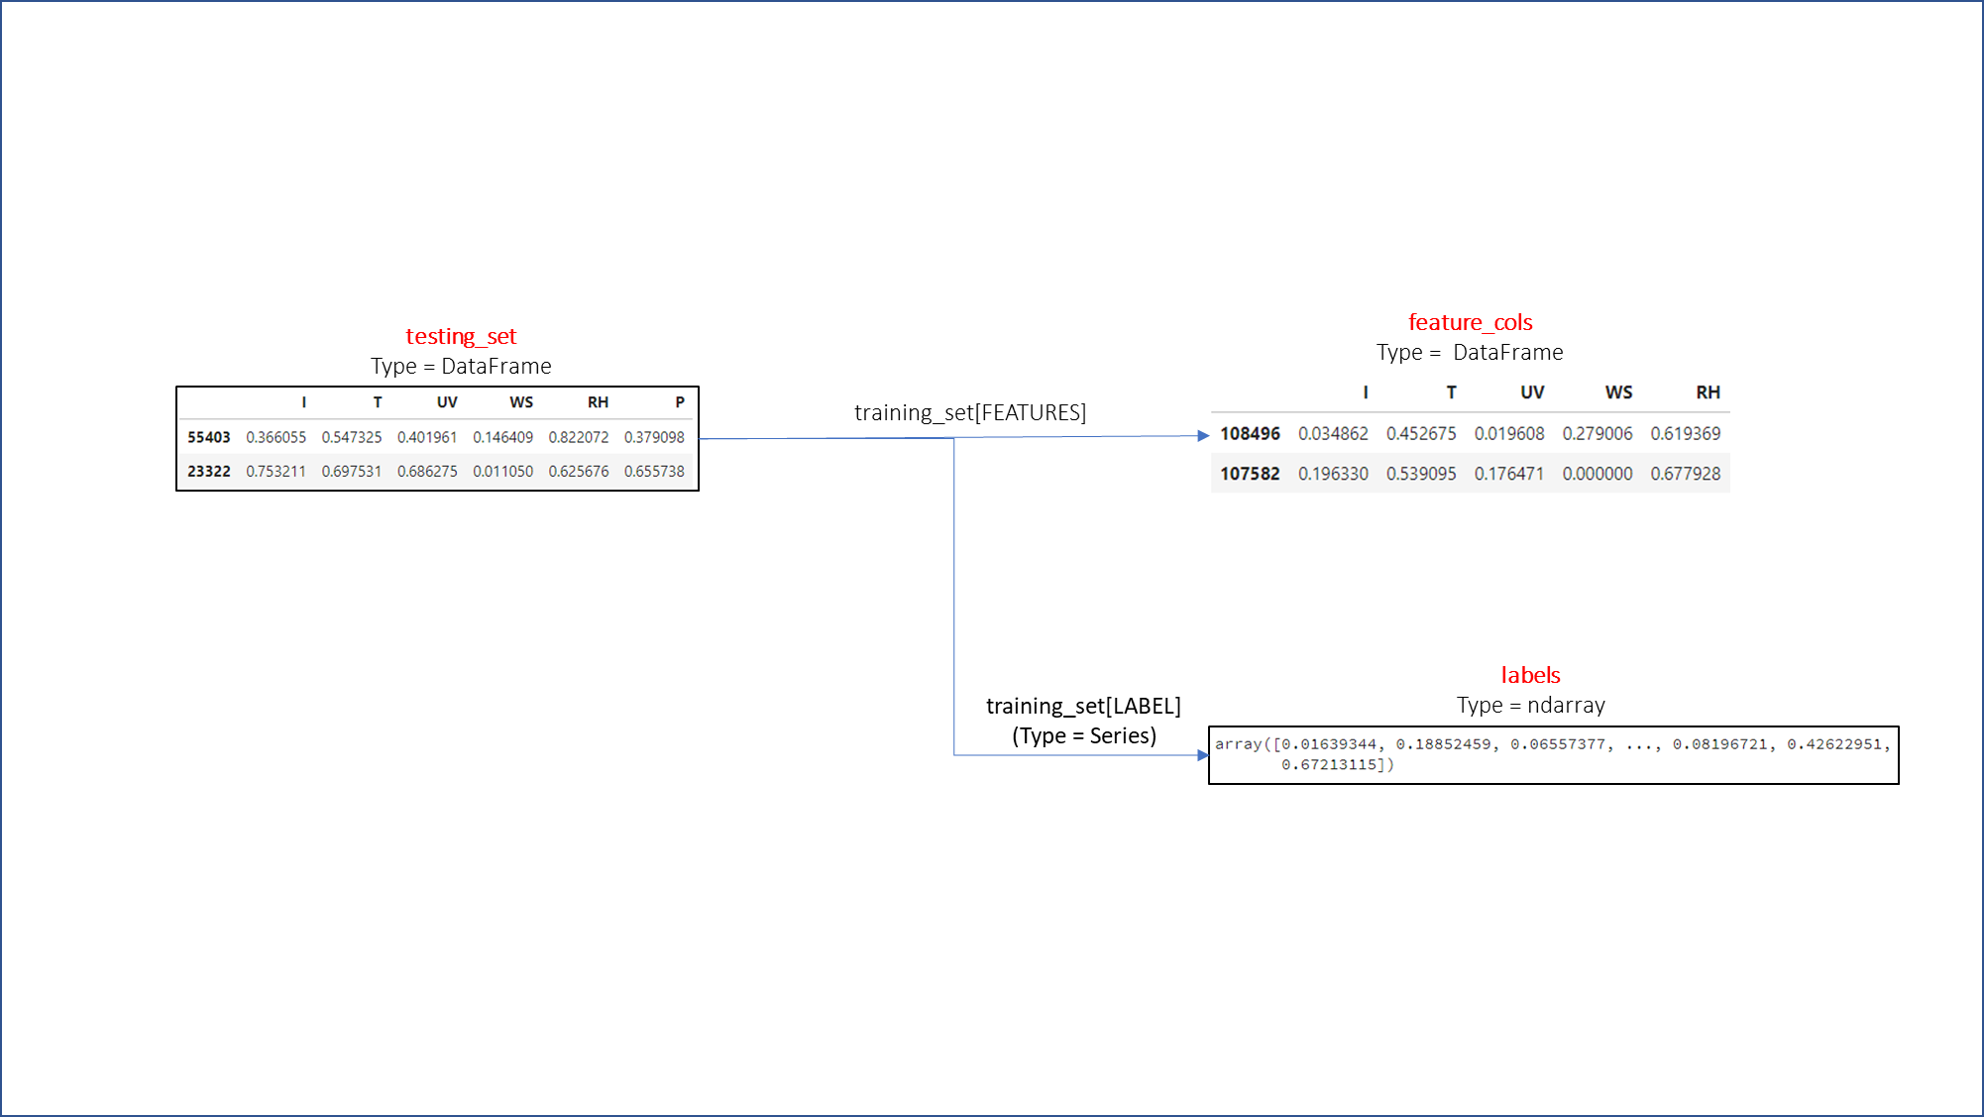 testing_set
Type = DataFrame
I T UV WS RH P
55403 0.366055 0.547325 0.401961 0.146409 0.822072 0.379098
23322 0.753211 0.697531 0.686275 0.011050 0.625676 0.655738
training_set[FEATURES]
feature_cols
Type =  DataFrame
I T UV WS RH
108496 0.034862 0.452675 0.019608 0.279006 0.619369
107582 0.196330 0.539095 0.176471 0.000000 0.677928
training_set[LABEL]
(Type = Series)
labels
Type = ndarray
array([0.01639344, 0.18852459, 0.06557377, ..., 0.08196721, 0.42622951,
0.67213115])